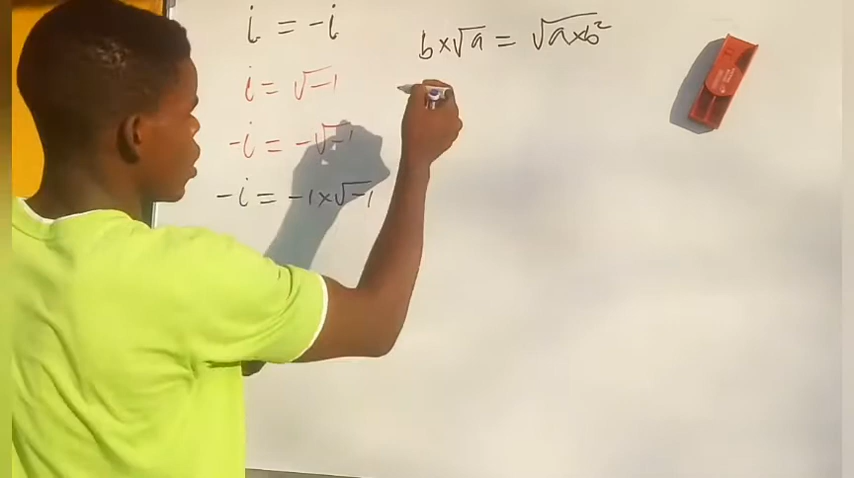 i = -i
i = √-1
-i = -√-1
-i = -1×√-1
b×√a = √a×b²